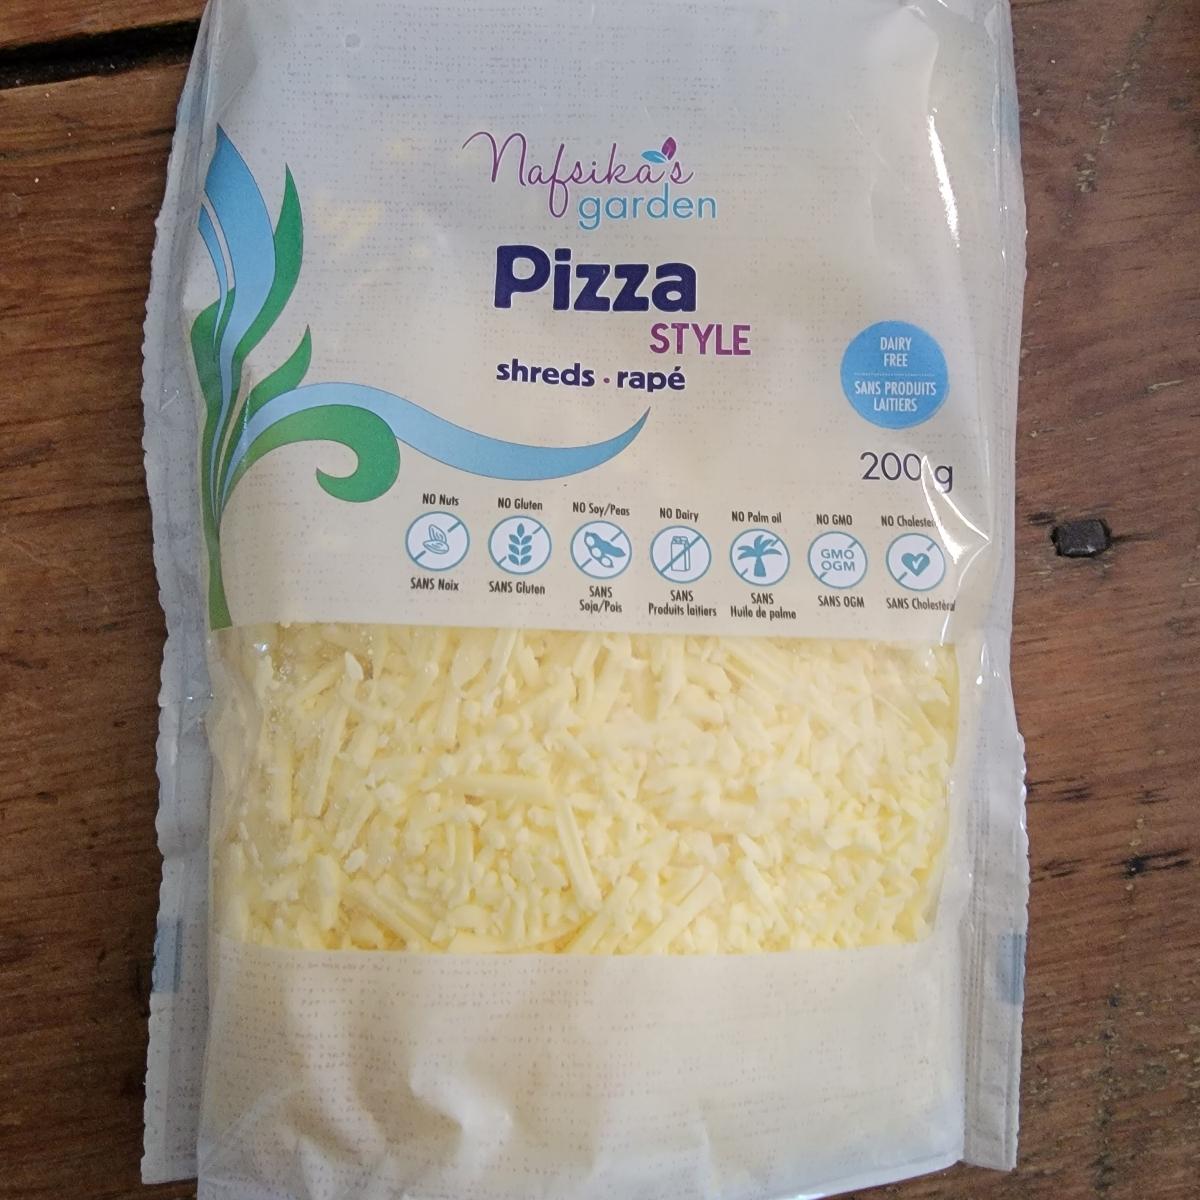 Nafsika's
garden
Pizza
STYLE
shreds · rapé
DAIRY
FREE
SANS PRODUITS
LAITIERS
200 g
NO Nuts
SANS Noix
NO Gluten
SANS Gluten
NO Soy/Peas
SANS
Soja/Pois
NO Dairy
SANS
Produits laitiers
NO Palm oil
SANS
Huile de palme
NO GMO
GMO
OGM
SANS OGM
NO Cholesterol
SANS Cholestérol